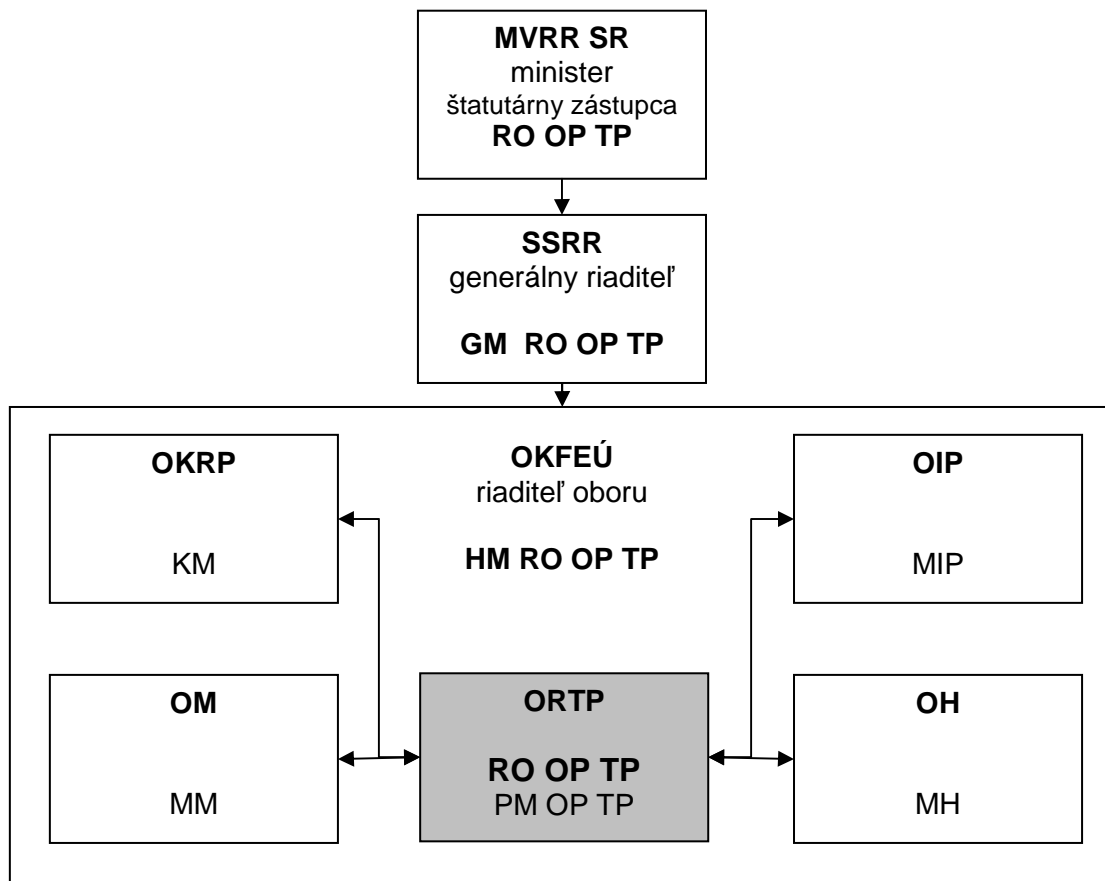 MVRR SR
minister
štatutárny zástupca
RO OP TP
SSRR
generálny riaditeľ
GM RO OP TP
OKRP
KM
OKFEÚ
riaditeľ oboru
HM RO OP TP
OIP
MIP
OM
MM
ORTP
RO OP TP
PM OP TP
OH
MH